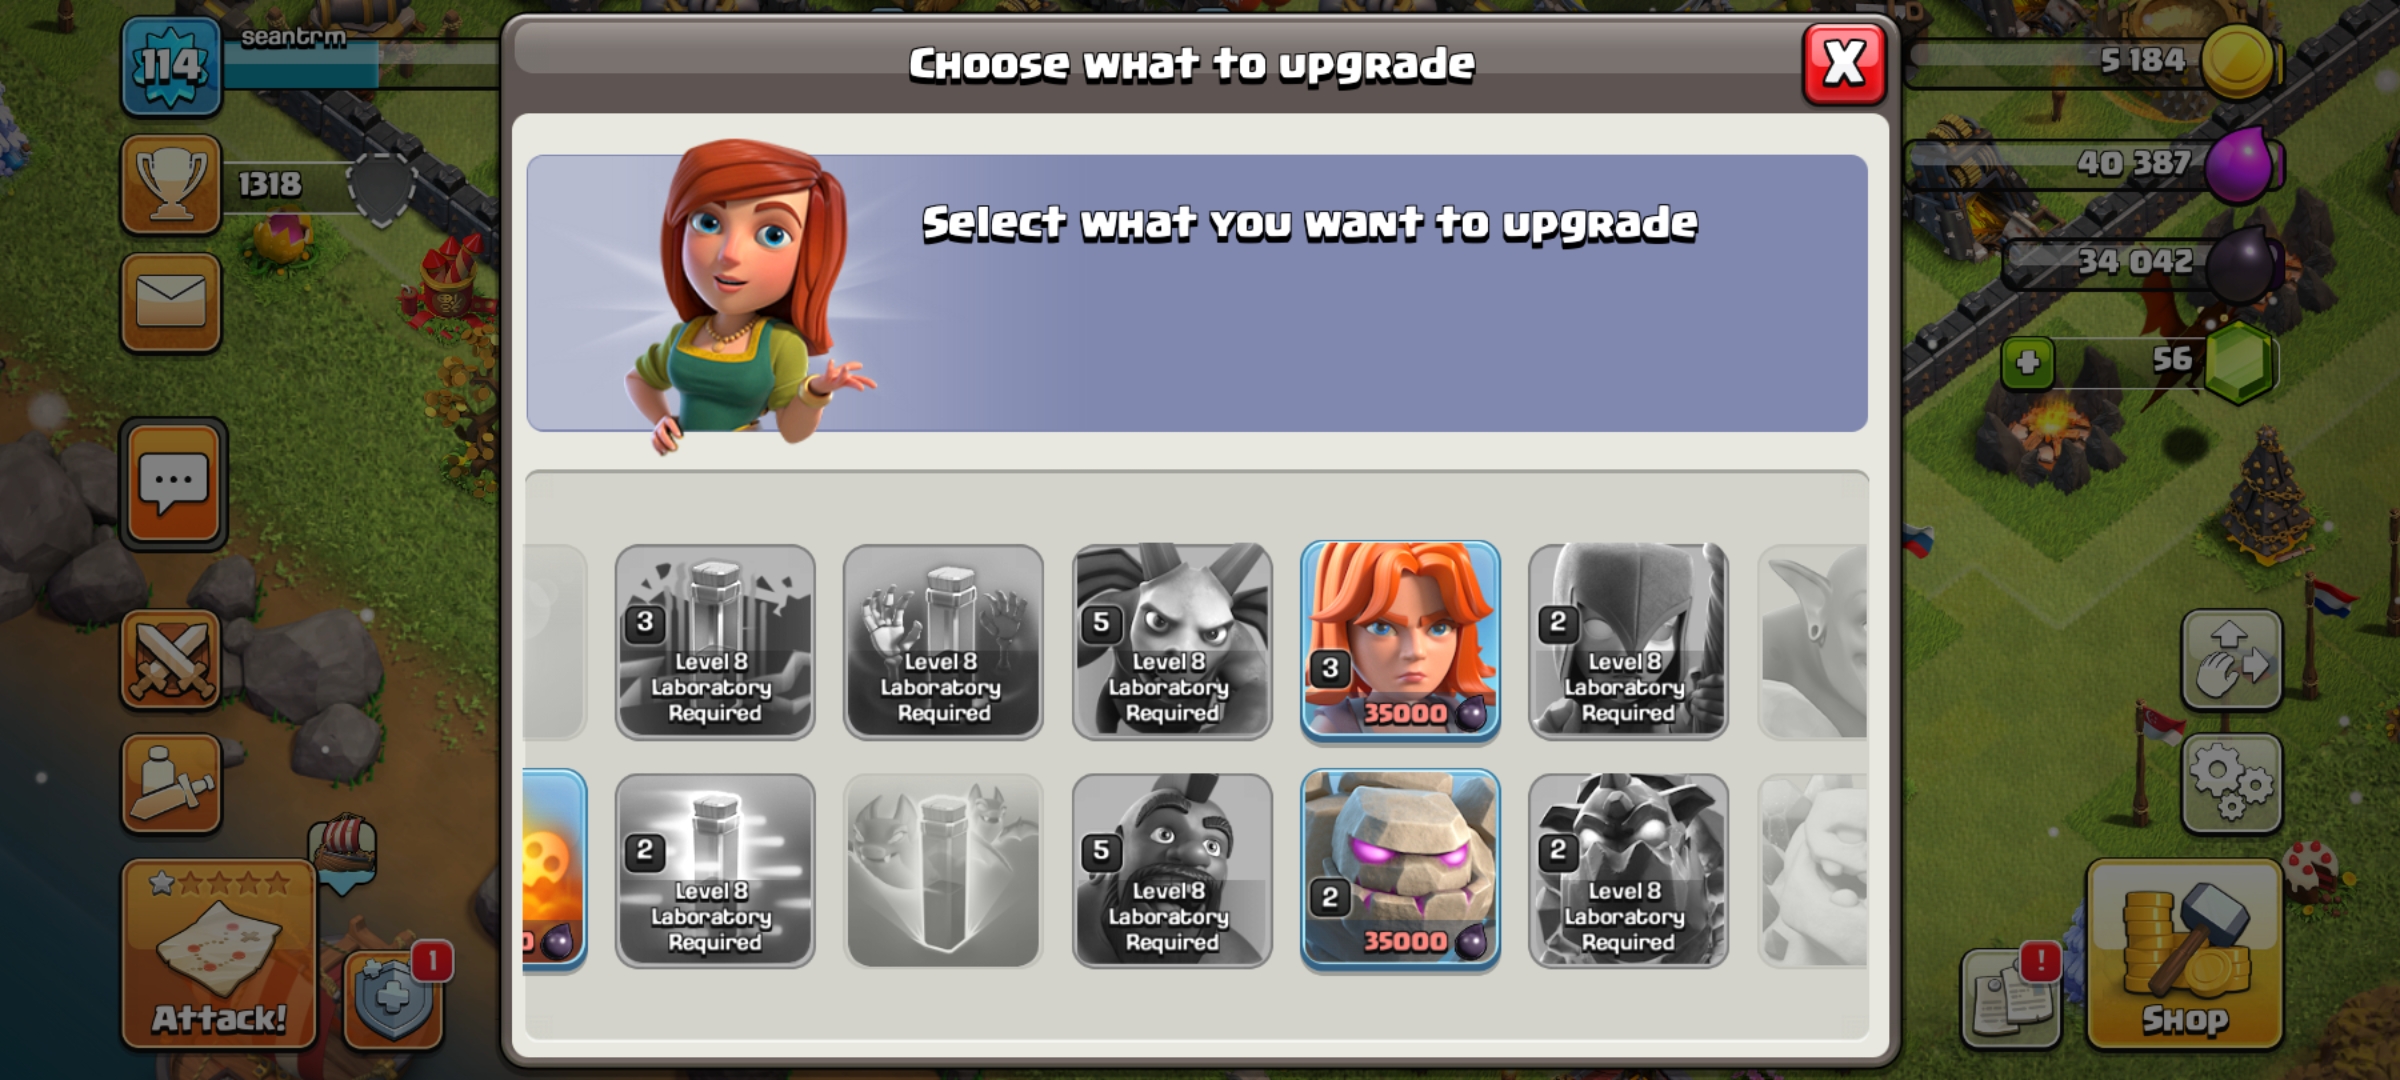 114
seantrm
Choose what to upgrade
X
5 184
1318
40 387
Select what you want to upgrade
34 042
56
3
Level 8
Laboratory
Required
Level 8
Laboratory
Required
5
Level 8
Laboratory
Required
3
35000
2
Level 8
Laboratory
Required
0
2
Level 8
Laboratory
Required
5
Level 8
Laboratory
Required
2
35000
2
Level 8
Laboratory
Required
Attack!
1
!
Shop